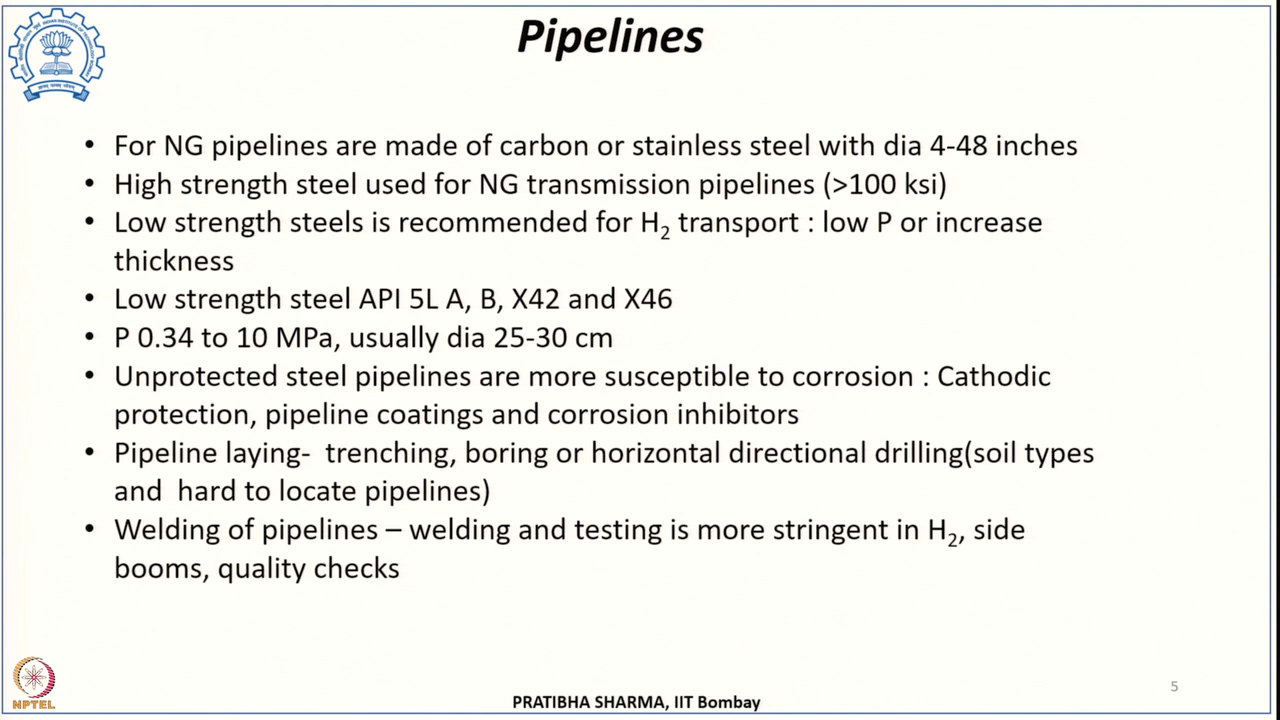 Pipelines
• For NG pipelines are made of carbon or stainless steel with dia 4-48 inches
• High strength steel used for NG transmission pipelines (>100 ksi)
• Low strength steels is recommended for H₂ transport : low P or increase
thickness
• Low strength steel API 5L A, B, X42 and X46
• P 0.34 to 10 MPa, usually dia 25-30 cm
• Unprotected steel pipelines are more susceptible to corrosion : Cathodic
protection, pipeline coatings and corrosion inhibitors
• Pipeline laying-  trenching, boring or horizontal directional drilling(soil types
and  hard to locate pipelines)
• Welding of pipelines – welding and testing is more stringent in H₂, side
booms, quality checks
5
NPTEL
PRATIBHA SHARMA, IIT Bombay